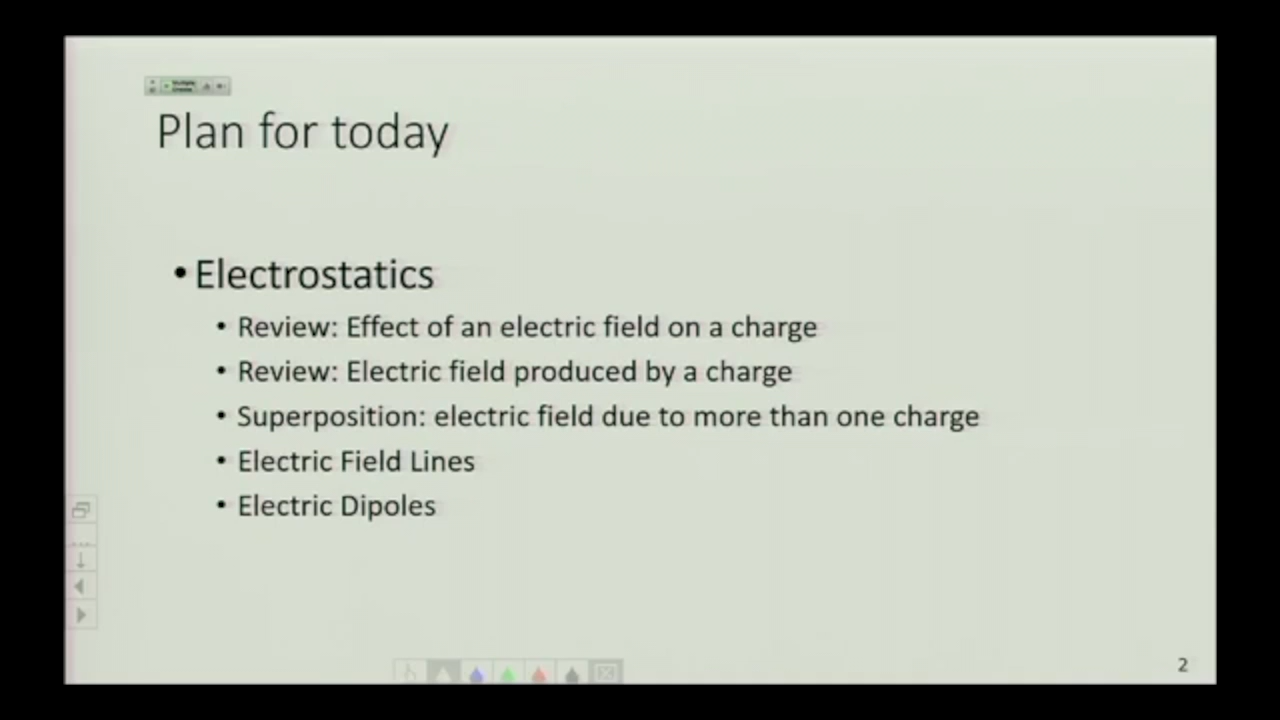 Plan for today
• Electrostatics
• Review: Effect of an electric field on a charge
• Review: Electric field produced by a charge
• Superposition: electric field due to more than one charge
• Electric Field Lines
• Electric Dipoles
2